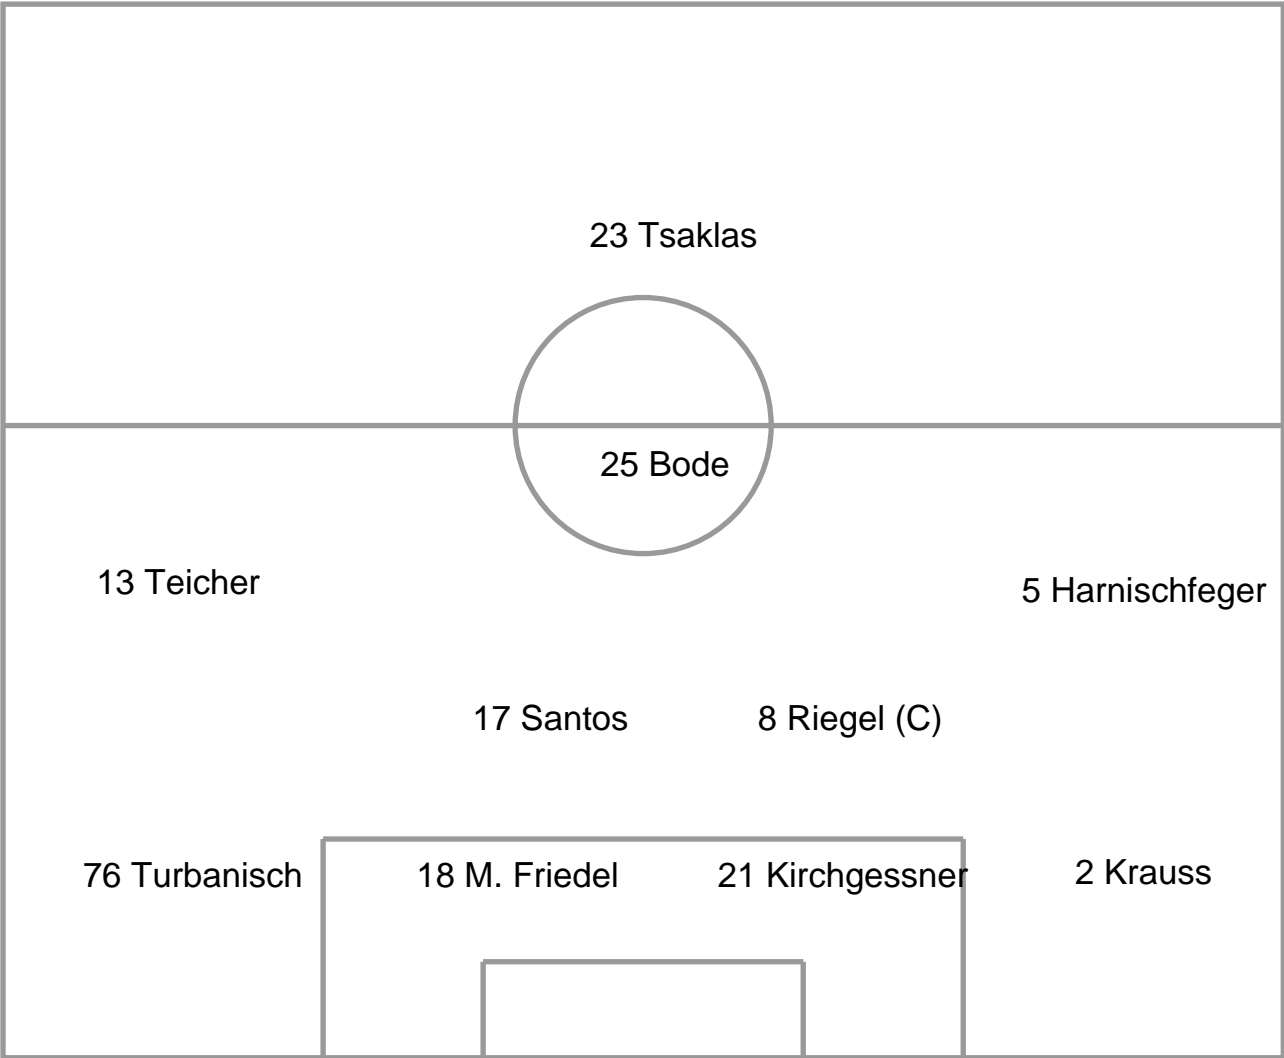 23 Tsaklas
25 Bode
13 Teicher
5 Harnischfeger
17 Santos
8 Riegel (C)
76 Turbanisch
18 M. Friedel
21 Kirchgessner
2 Krauss